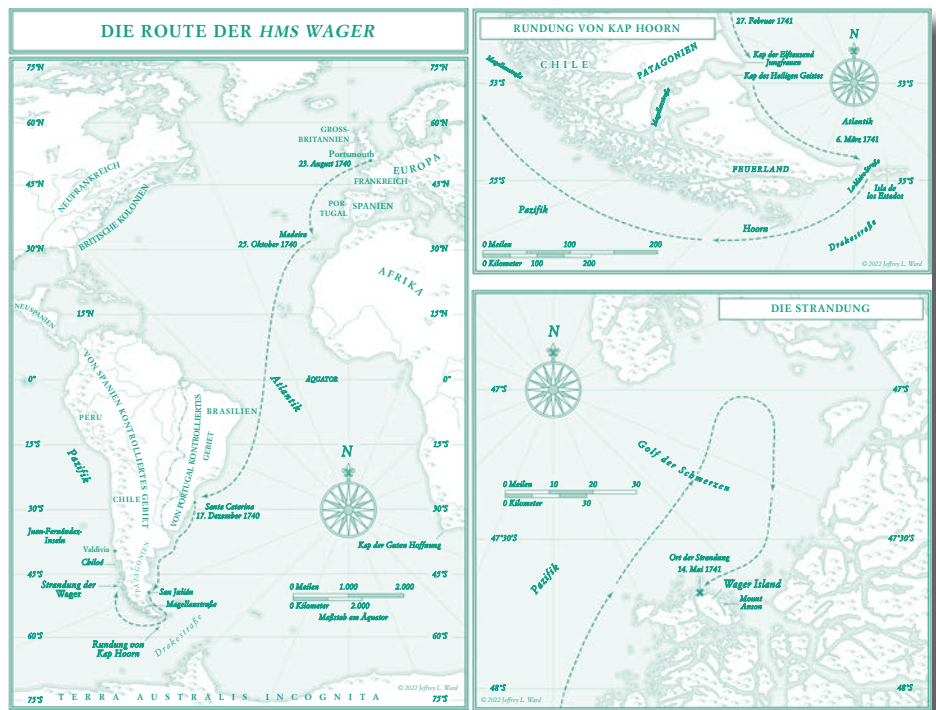 DIE ROUTE DER HMS WAGER
75°N
75°N
60°N
60°N
GROSS-
BRITANNIEN
Portsmouth
23. August 1740
EUROPA
FRANKREICH
45°N
45°N
NEUFRANKREICH
BRITISCHE KOLONIEN
POR-
TUGAL
SPANIEN
Madeira
25. Oktober 1740
30°N
30°N
AFRIKA
NEUSPANIEN
15°N
15°N
VON SPANIEN KONTROLLIERTES GEBIET
0°
ÄQUATOR
0°
Atlantik
PERU
BRASILIEN
VON PORTUGAL KONTROLLIERTES
GEBIET
15°S
15°S
Pazifik
N
CHILE
Santa Catarina
17. Dezember 1740
30°S
30°S
Juan-Fernández-
Inseln
Valdivia
Chiloé
PATAGONIEN
Kap der Guten Hoffnung
45°S
45°S
Strandung der
Wager
San Julián
Magellanstraße
0 Meilen 1.000 2.000
0 Kilometer 2.000
Maßstab am Äquator
60°S
60°S
Rundung von
Kap Hoorn
Drakestraße
© 2022 Jeffrey L. Ward
75°S
TERRA AUSTRALIS INCOGNITA
75°S
RUNDUNG VON KAP HOORN
27. Februar 1741
N
Magellanstraße
CHILE
PATAGONIEN
Kap der Elftausend
Jungfrauen
Kap des Heiligen Geistes
53°S
53°S
Magellanstraße
Atlantik
6. März 1741
FEUERLAND
Le-Maire-Straße
55°S
55°S
Isla de
los Estados
Pazifik
Hoorn
Drakestraße
0 Meilen 100 200
0 Kilometer 100 200
© 2022 Jeffrey L. Ward
DIE STRANDUNG
N
47°S
47°S
Golf der Schmerzen
0 Meilen 10 20 30
0 Kilometer 30
47°30'S
47°30'S
Ort der Strandung
14. Mai 1741
Pazifik
Wager Island
Mount
Anson
48°S
48°S
© 2022 Jeffrey L. Ward